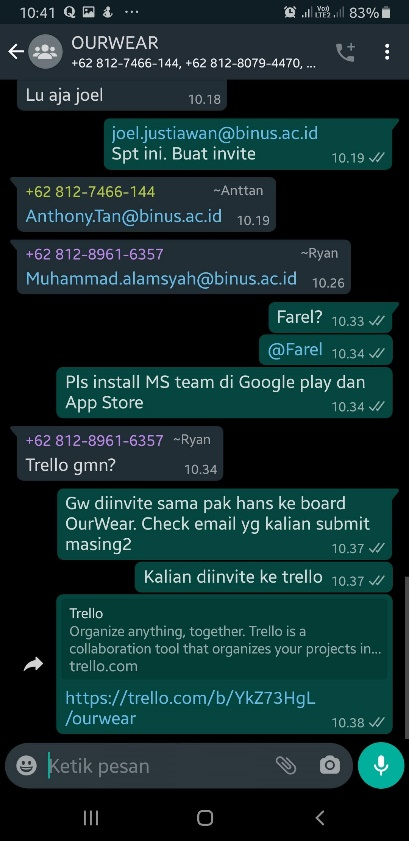 10:41
83%
OURWEAR
+62 812-7466-144, +62 812-8079-4470, ...
Lu aja joel
10.18
joel.justiawan@binus.ac.id
Spt ini. Buat invite
10.19
+62 812-7466-144
~Anttan
Anthony.Tan@binus.ac.id
10.19
+62 812-8961-6357
~Ryan
Muhammad.alamsyah@binus.ac.id
10.26
Farel?
10.33
@Farel
10.34
Pls install MS team di Google play dan
App Store
10.34
+62 812-8961-6357 ~Ryan
Trello gmn?
10.34
Gw diinvite sama pak hans ke board
OurWear. Check email yg kalian submit
masing2
10.37
Kalian diinvite ke trello
10.37
Trello
Organize anything, together. Trello is a
collaboration tool that organizes your projects in...
trello.com
https://trello.com/b/YkZ73HgL
/ourwear
10.38
Ketik pesan